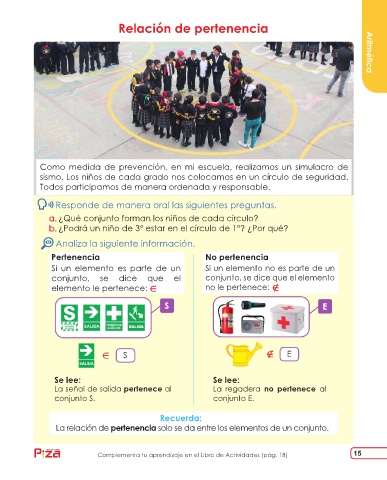 Relación de pertenencia
Aritmética
Como medida de prevención, en mi escuela, realizamos un simulacro de
sismo. Los niños de cada grado nos colocamos en un círculo de seguridad.
Todos participamos de manera ordenada y responsable.
Responde de manera oral las siguientes preguntas.
a. ¿Qué conjunto forman los niños de cada círculo?
b. ¿Podrá un niño de 3° estar en el círculo de 1°? ¿Por qué?
Analiza la siguiente información.
Pertenencia
Si un elemento es parte de un
conjunto, se dice que el
elemento le pertenece: ∈
No pertenencia
Si un elemento no es parte de un
conjunto, se dice que el elemento
no le pertenece: ∉
S
S
SALIDA
SALIDA
E
SALIDA
∈ S
∉ E
Se lee:
La señal de salida pertenece al
conjunto S.
Se lee:
La regadera no pertenece al
conjunto E.
Recuerda:
La relación de pertenencia solo se da entre los elementos de un conjunto.
Piza
Complementa tu aprendizaje en el Libro de Actividades (pág. 18)
15